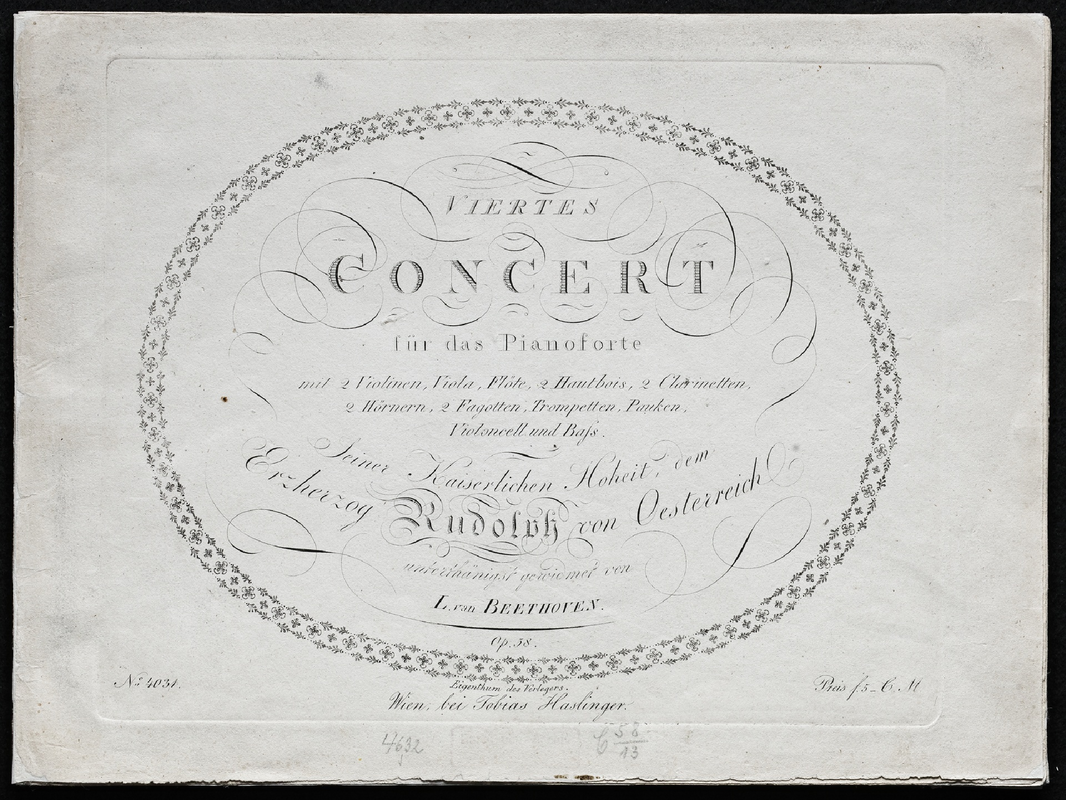 VIERTES
CONCERT
für das Pianoforte
mit 2 Violinen, Viola, Flöte, 2 Hautbois, 2 Clarinetten,
2 Hörnern, 2 Fagotten, Trompetten, Pauken,
Violoncell und Baſs.
Seiner Kaiserlichen Hoheit, dem
Erzherzog Rudolph von Oesterreich
unterthänigst gewidmet von
L. van BEETHOVEN.
Op. 58.
Eigenthum des Verlegers.
No. 4031. Preis f 5 _ C. M
Wien, bei Tobias Haslinger.
4632
58
13